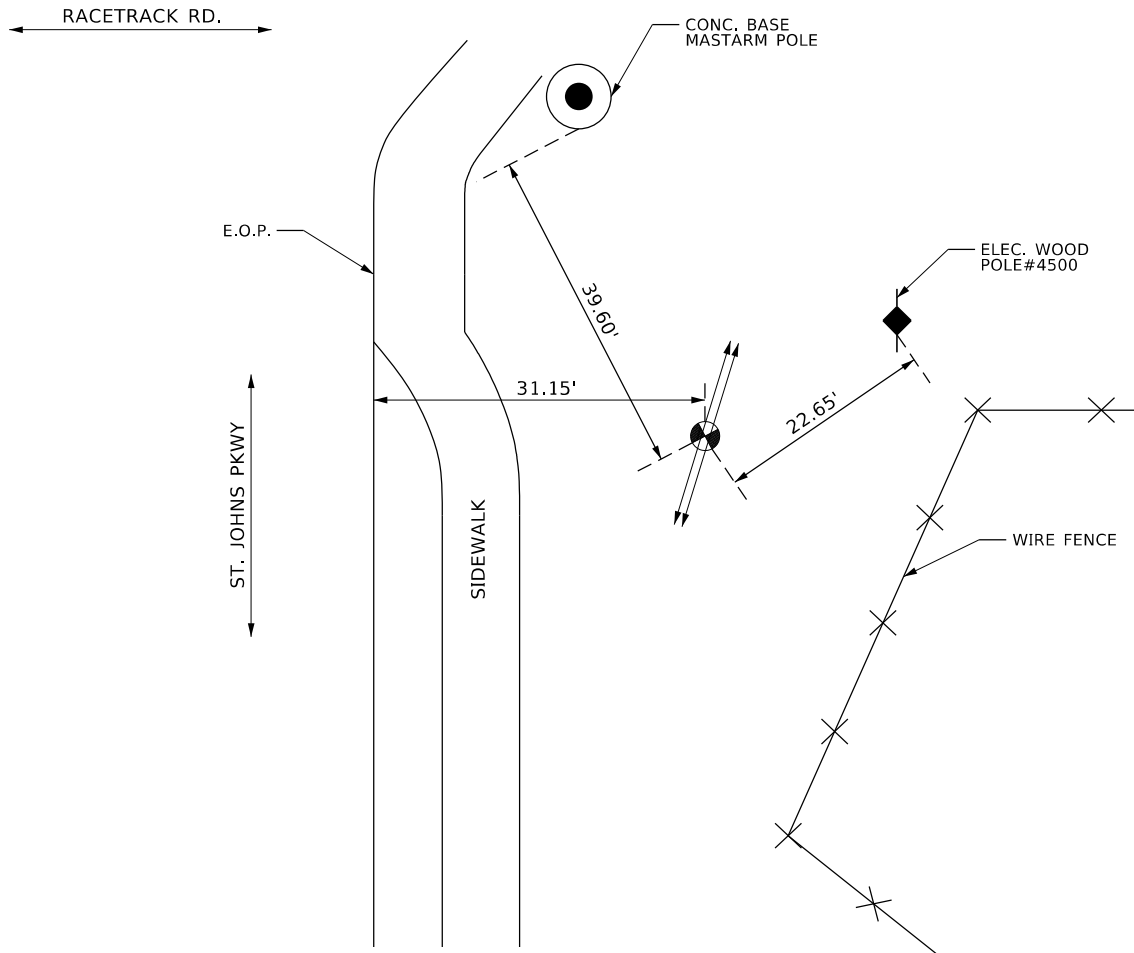 RACETRACK RD.
CONC. BASE
MASTARM POLE
E.O.P.
ELEC. WOOD
POLE#4500
39.60'
31.15'
22.65'
ST. JOHNS PKWY
SIDEWALK
WIRE FENCE